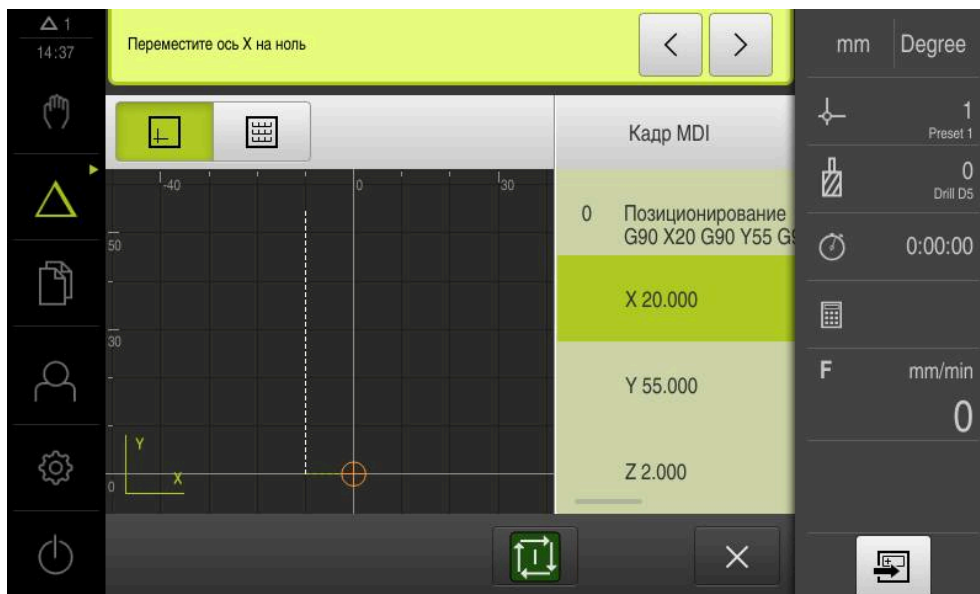 1
14:37
Переместите ось X на ноль
mm
Degree
Кадр MDI
1
Preset 1
0
Drill D5
0:00:00
F
mm/min
0
-40
0
30
50
30
0
Y
X
0
Позиционирование
G90 X20 G90 Y55
X 20.000
Y 55.000
Z 2.000